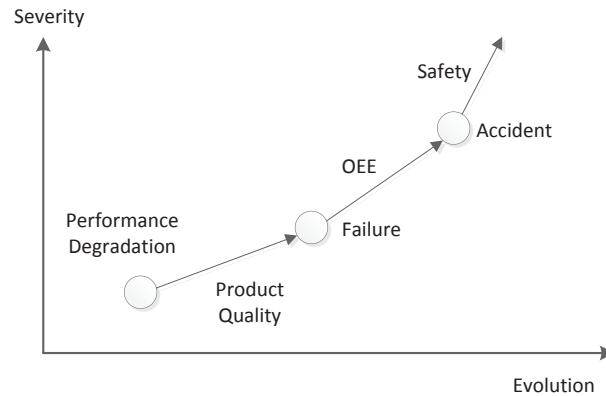 Severity
Safety
Accident
OEE
Performance
Degradation
Failure
Product
Quality
Evolution